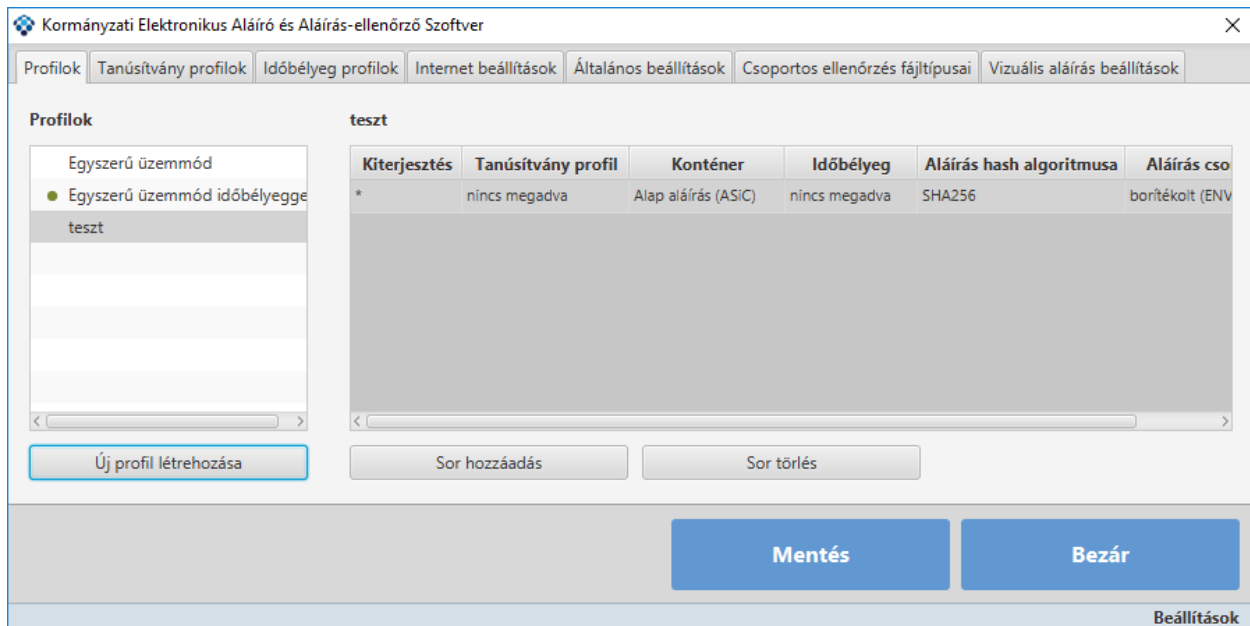 Kormányzati Elektronikus Aláíró és Aláírás-ellenőrző Szoftver
Profilok Tanúsítvány profilok Időbélyeg profilok Internet beállítások Általános beállítások Csoportos ellenőrzés fájltípusai Vizuális aláírás beállítások
Profilok
teszt
Egyszerű üzemmód
Egyszerű üzemmód időbélyegge
teszt
Kiterjesztés Tanúsítvány profil Konténer Időbélyeg Aláírás hash algoritmusa Aláírás cso
* nincs megadva Alap aláírás (ASiC) nincs megadva SHA256 borítékolt (ENV
Új profil létrehozása
Sor hozzáadás
Sor törlés
Mentés
Bezár
Beállítások